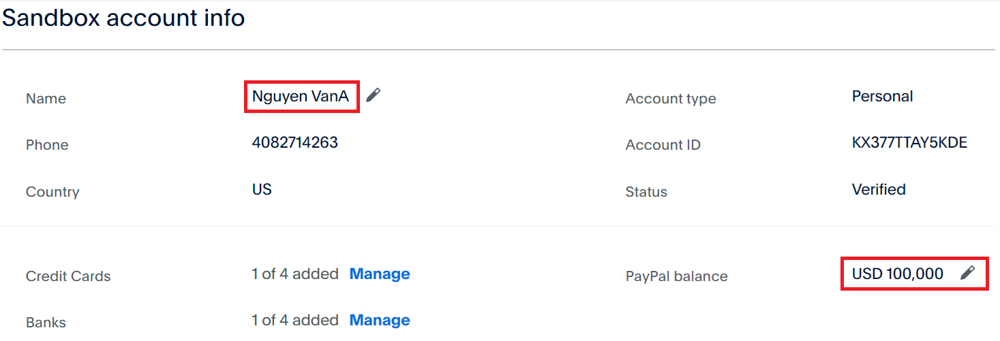 Sandbox account info
Name Nguyen VanA Account type Personal
Phone 4082714263 Account ID KX377TTAY5KDE
Country US Status Verified
Credit Cards 1 of 4 added Manage PayPal balance USD 100,000
Banks 1 of 4 added Manage